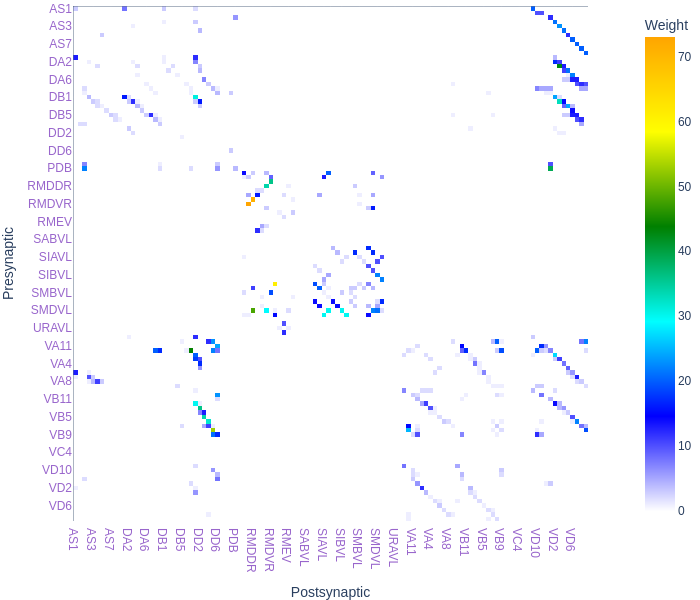 Weight
AS1
AS3
AS7
DA2
DA6
DB1
DB5
DD2
DD6
PDB
RMDDR
RMDVR
RMEV
SABVL
SIAVL
SIBVL
SMBVL
SMDVL
URAVL
VA11
VA4
VA8
VB11
VB5
VB9
VC4
VD10
VD2
VD6
Presynaptic
AS1
AS3
AS7
DA2
DA6
DB1
DB5
DD2
DD6
PDB
RMDDR
RMDVR
RMEV
SABVL
SIAVL
SIBVL
SMBVL
SMDVL
URAVL
VA11
VA4
VA8
VB11
VB5
VB9
VC4
VD10
VD2
VD6
Postsynaptic
70
60
50
40
30
20
10
0